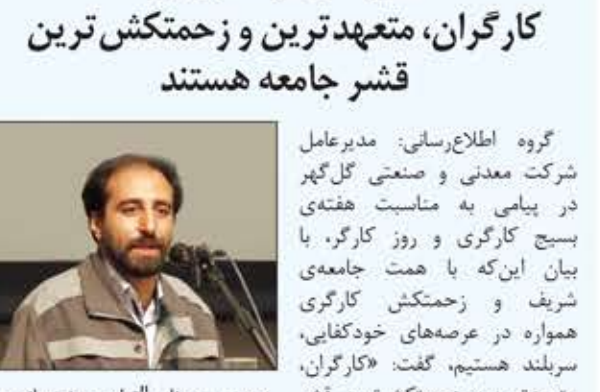 کارگران، متعهدترین و زحمتکش‌ترین
قشر جامعه هستند
گروه اطلاع‌رسانی: مدیرعامل
شرکت معدنی و صنعتی گل‌گهر
در پیامی به مناسبت هفته‌ی
بسیج کارگری و روز کارگر، با
بیان این‌که با همت جامعه‌ی
شریف و زحمتکش کارگری
همواره در عرصه‌های خودکفایی،
سربلند هستیم، گفت: «کارگران،